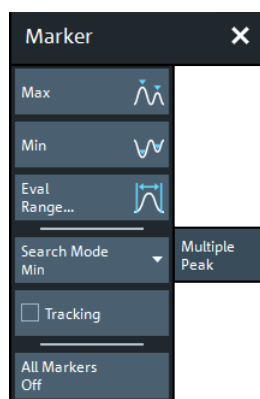 Marker
Max
Min
Eval
Range...
Search Mode
Min
Multiple
Peak
Tracking
All Markers
Off